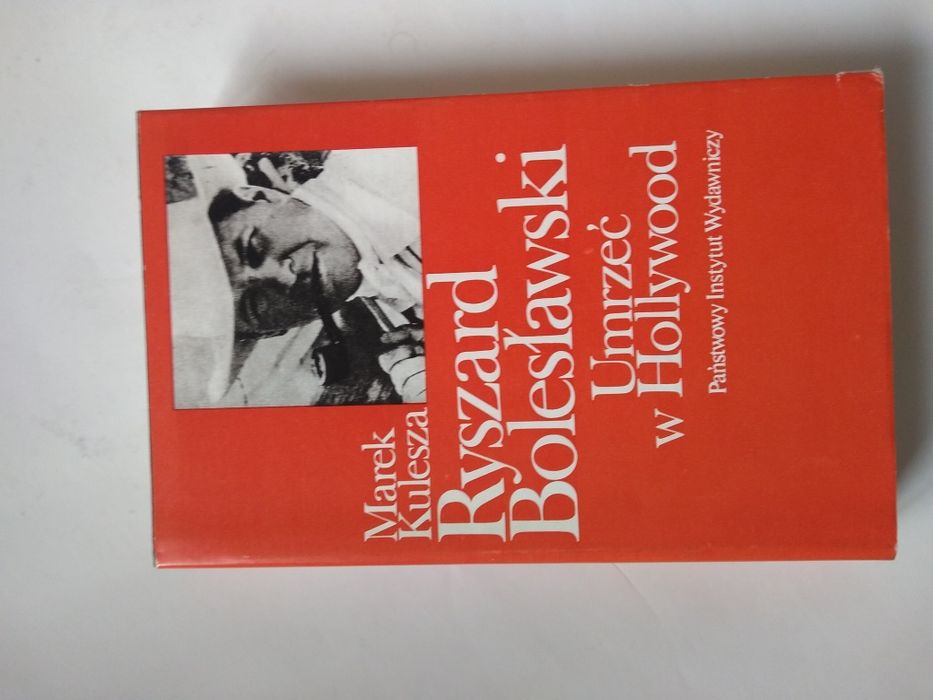 Marek
Kulesza
Ryszard
Bolesławski
Umrzeć
w Hollywood
Państwowy Instytut Wydawniczy